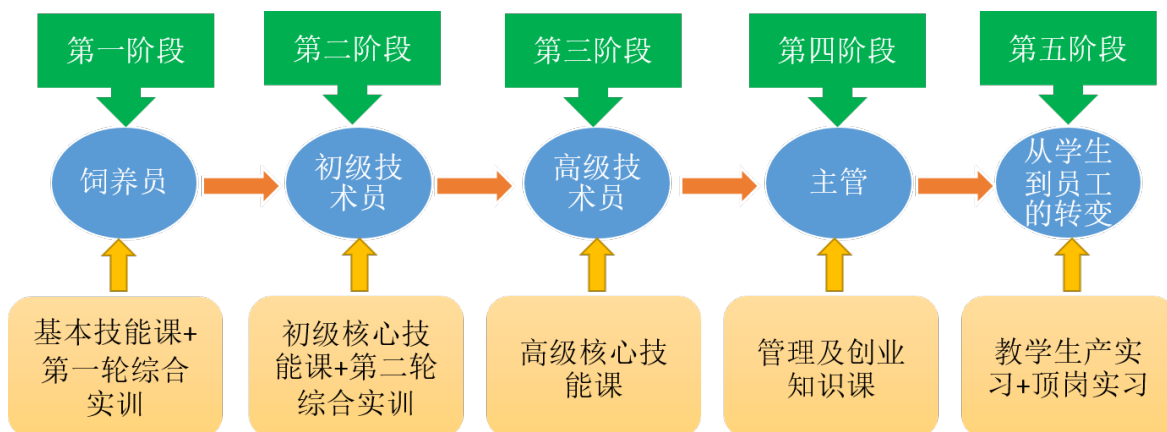 第一阶段
第二阶段
第三阶段
第四阶段
第五阶段
饲养员
初级技
术员
高级技
术员
主管
从学生
到员工
的转变
基本技能课+
第一轮综合
实训
初级核心技
能课+第二轮
综合实训
高级核心技
能课
管理及创业
知识课
教学生产实
习+顶岗实习